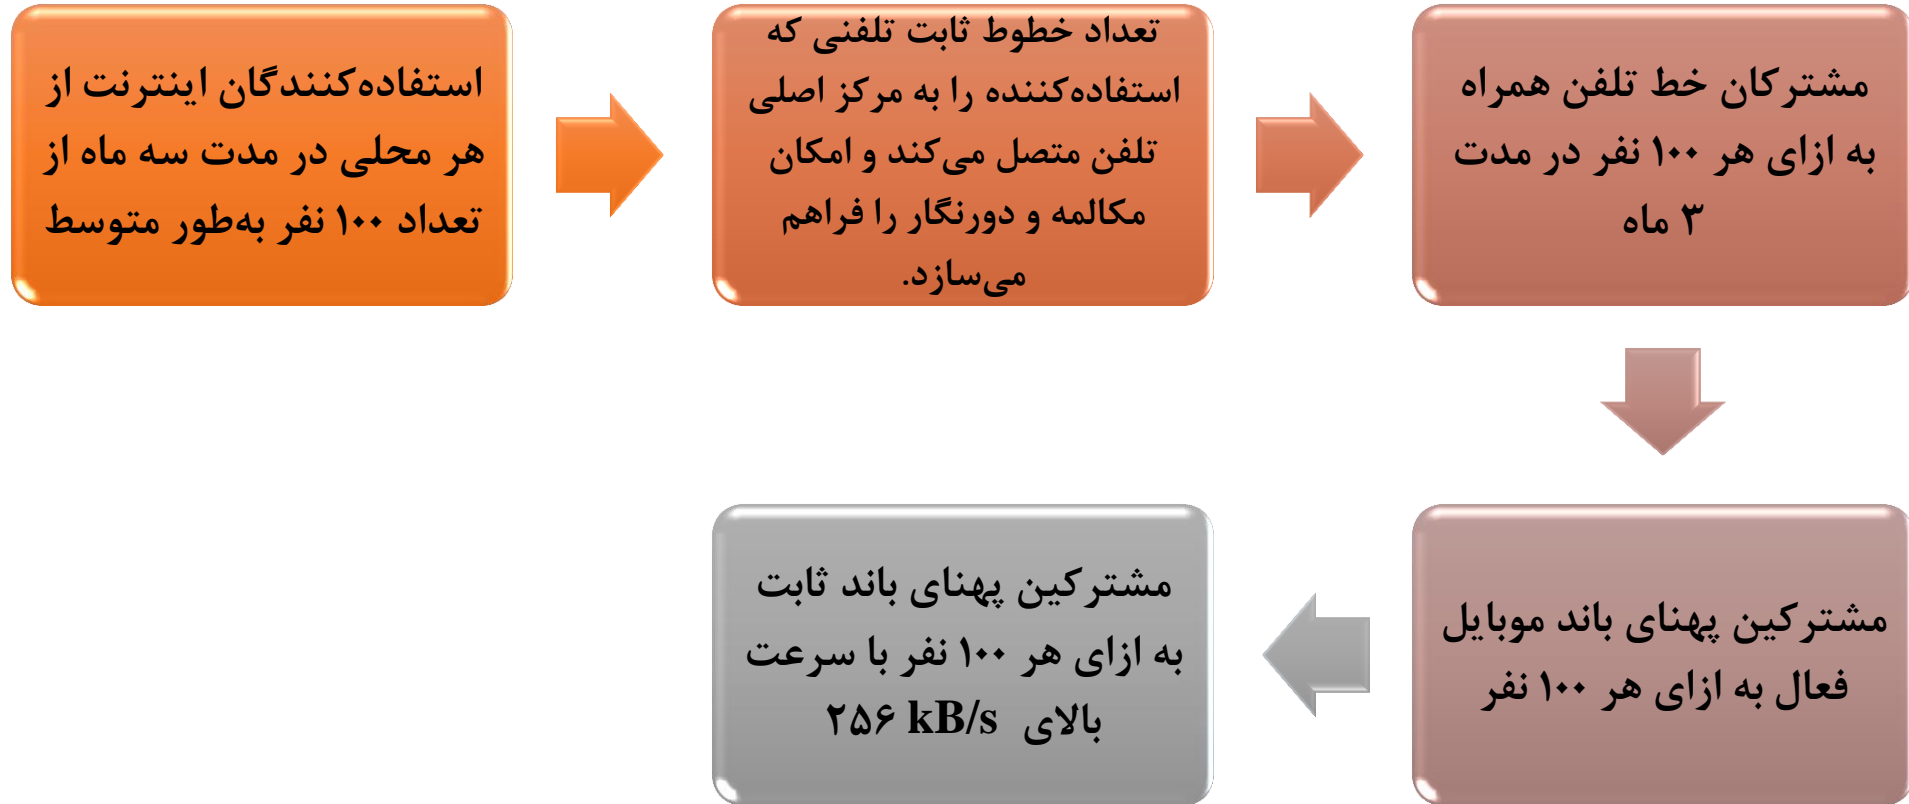 استفاده‌کنندگان اینترنت از
هر محلی در مدت سه ماه از
تعداد ۱۰۰ نفر به‌طور متوسط
تعداد خطوط ثابت تلفنی که
استفاده‌کننده را به مرکز اصلی
تلفن متصل می‌کند و امکان
مکالمه و دورنگار را فراهم
می‌سازد.
مشترکان خط تلفن همراه
به ازای هر ۱۰۰ نفر در مدت
۳ ماه
مشترکین پهنای باند موبایل
فعال به ازای هر ۱۰۰ نفر
مشترکین پهنای باند ثابت
به ازای هر ۱۰۰ نفر با سرعت
بالای ۲۵۶ kB/s